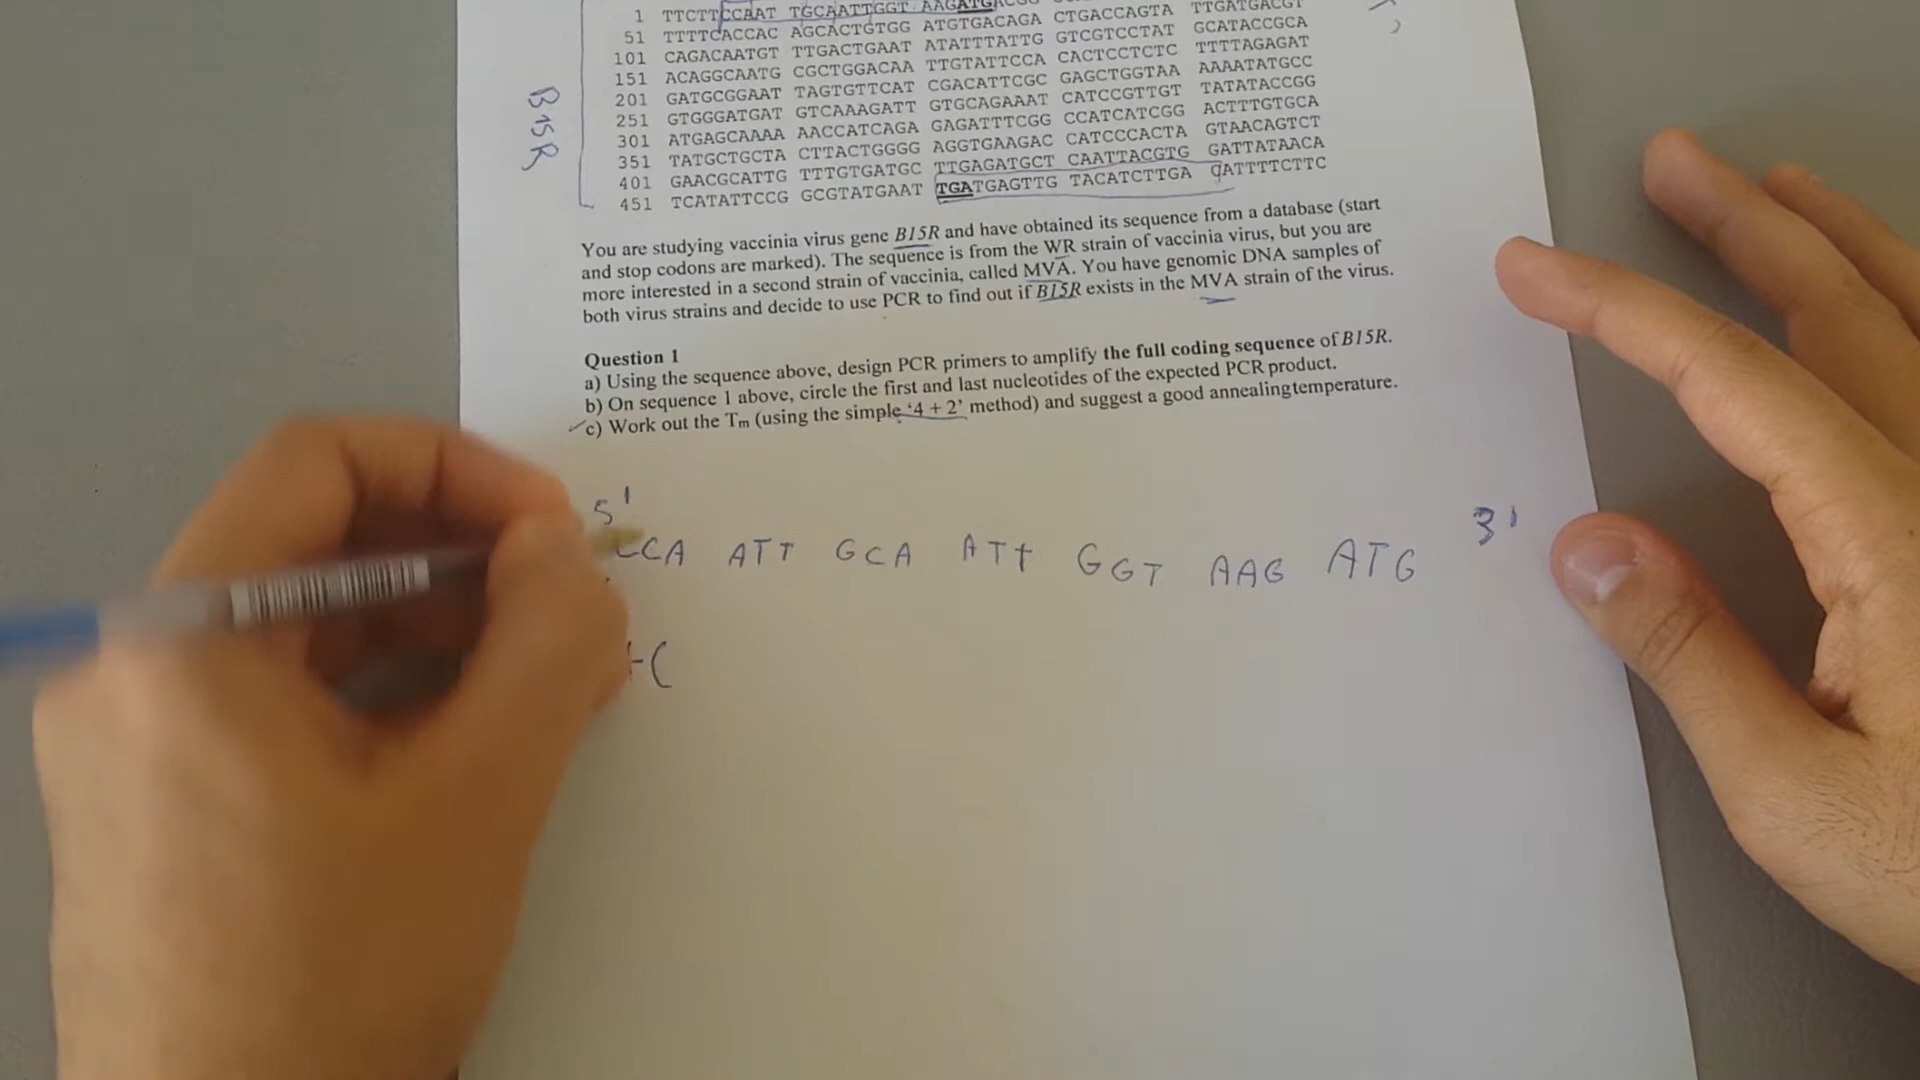 1 TTCTTCCAAT TGCAATTGGT AAGATGACGG
51 TTTTCACCAC AGCACTGTGG ATGTGACAGA CTGACCAGTA TTGATGACGT
101 CAGACAATGT TTGACTGAAT ATATTTATTG GTCGTCCTAT GCATACCGCA
151 ACAGGCAATG CGCTGGACAA TTGTATTCCA CACTCCTCTC TTTTAGAGAT
201 GATGCGGAAT TAGTGTTCAT CGACATTCGC GAGCTGGTAA AAAATATGCC
251 GTGGGATGAT GTCAAAGATT GTGCAGAAAT CATCCGTTGT TATATACCGG
301 ATGAGCAAAA AACCATCAGA GAGATTTCGG CCATCATCGG ACTTTGTGCA
351 TATGCTGCTA CTTACTGGGG AGGTGAAGAC CATCCCACTA GTAACAGTCT
401 GAACGCATTG TTTGTGATGC TTGAGATGCT CAATTACGTG GATTATAACA
451 TCATATTCCG GCGTATGAAT TGATGAGTTG TACATCTTGA CATTTTCTTC
B15R
You are studying vaccinia virus gene B15R and have obtained its sequence from a database (start
and stop codons are marked). The sequence is from the WR strain of vaccinia virus, but you are
more interested in a second strain of vaccinia, called MVA. You have genomic DNA samples of
both virus strains and decide to use PCR to find out if B15R exists in the MVA strain of the virus.
Question 1
a) Using the sequence above, design PCR primers to amplify the full coding sequence of B15R.
b) On sequence 1 above, circle the first and last nucleotides of the expected PCR product.
c) Work out the Tm (using the simple ‘4 + 2’ method) and suggest a good annealing temperature.
5' 3'
CCA ATT GCA ATT GGT AAG ATG
+(